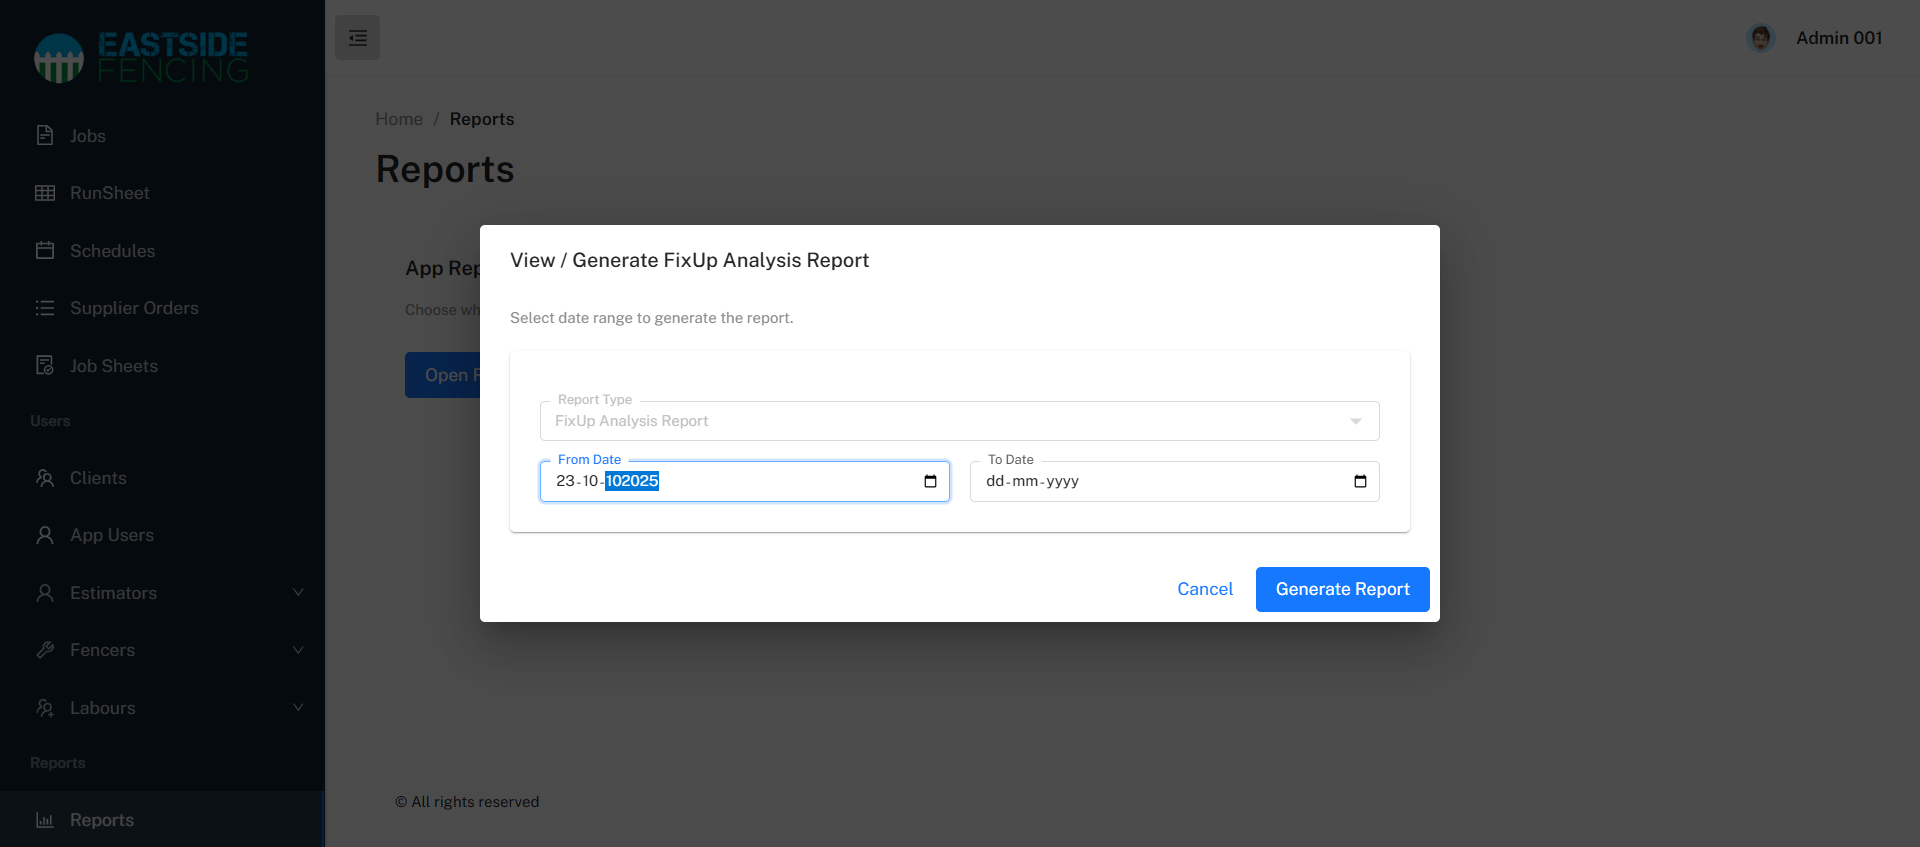 EASTSIDE
FENCING
Jobs
RunSheet
Schedules
Supplier Orders
Job Sheets
Users
Clients
App Users
Estimators
Fencers
Labours
Reports
Reports
Admin 001
Home / Reports
Reports
App Rep
Choose wh
Open
View / Generate FixUp Analysis Report
Select date range to generate the report.
Report Type
FixUp Analysis Report
From Date
23-10-102025
To Date
dd-mm-yyyy
Cancel
Generate Report
© All rights reserved